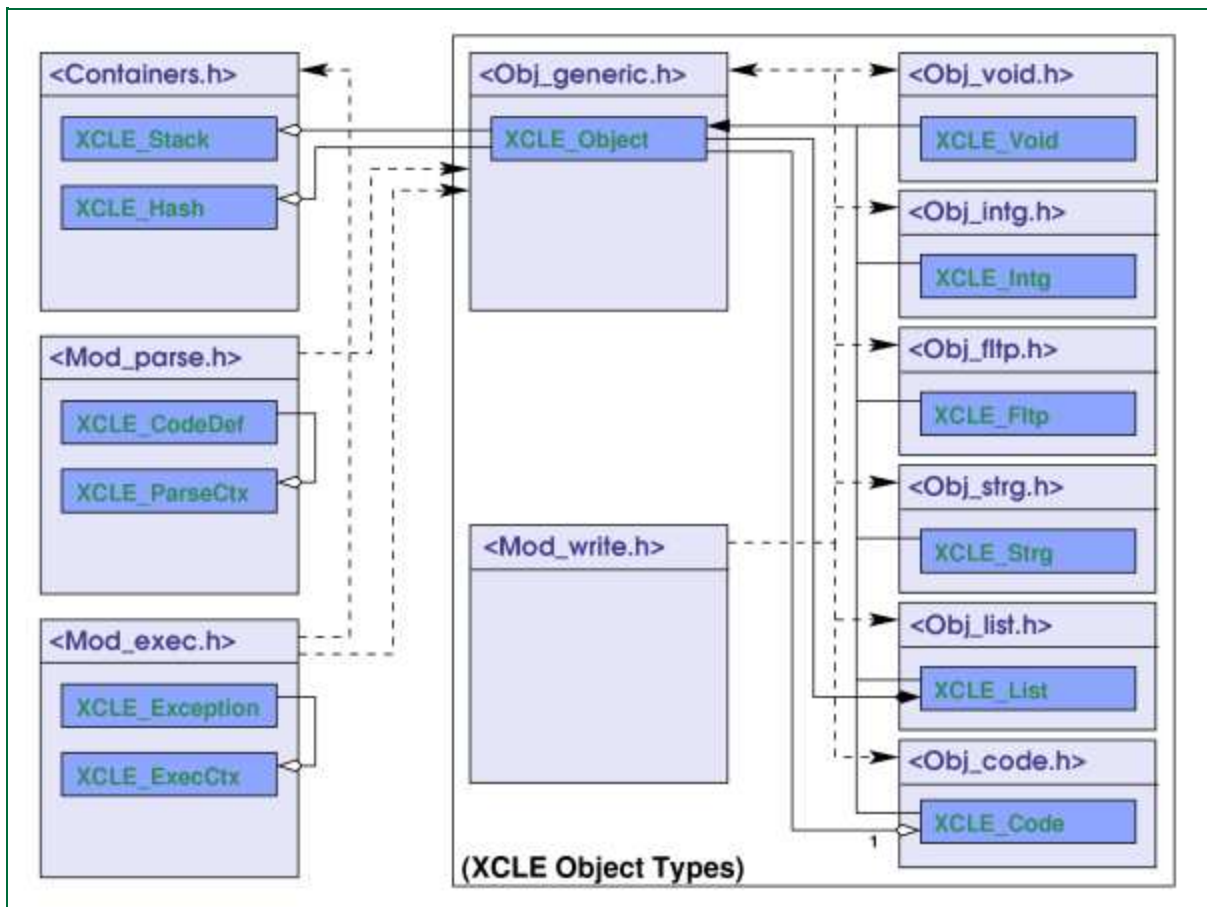 <Containers.h>
XCLE_Stack
XCLE_Hash
<Mod_parse.h>
XCLE_CodeDef
XCLE_ParseCtx
<Mod_exec.h>
XCLE_Exception
XCLE_ExecCtx
<Obj_generic.h>
XCLE_Object
<Mod_write.h>
<Obj_void.h>
XCLE_Void
<Obj_intg.h>
XCLE_Intg
<Obj_fltp.h>
XCLE_Fltp
<Obj_strg.h>
XCLE_Strg
<Obj_list.h>
XCLE_List
<Obj_code.h>
XCLE_Code
1
(XCLE Object Types)